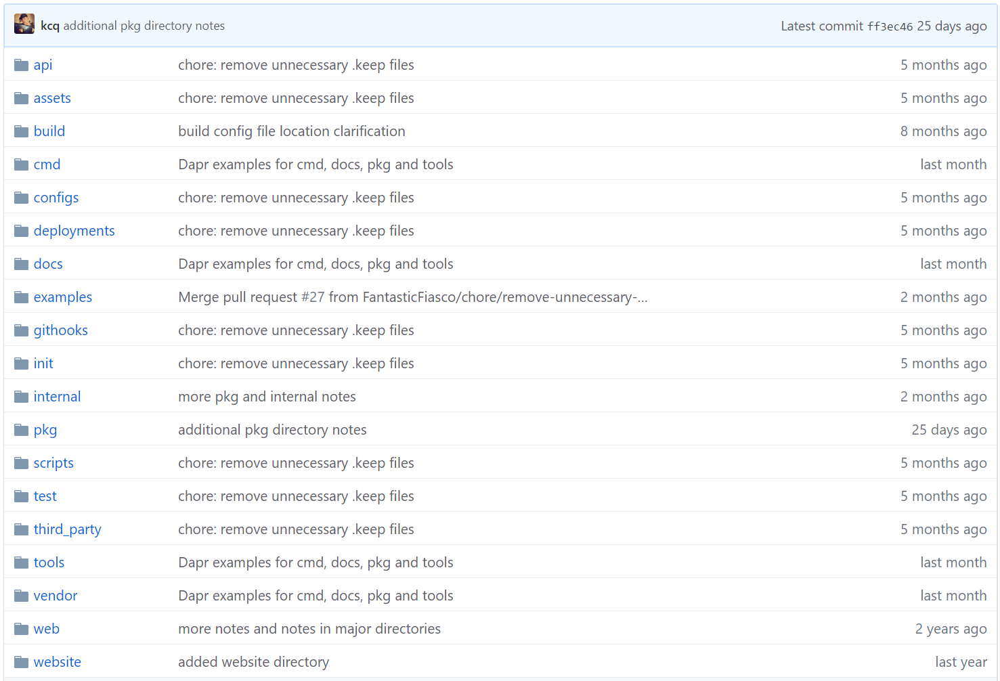 kcq additional pkg directory notes Latest commit ff3ec46 25 days ago
api chore: remove unnecessary .keep files 5 months ago
assets chore: remove unnecessary .keep files 5 months ago
build build config file location clarification 8 months ago
cmd Dapr examples for cmd, docs, pkg and tools last month
configs chore: remove unnecessary .keep files 5 months ago
deployments chore: remove unnecessary .keep files 5 months ago
docs Dapr examples for cmd, docs, pkg and tools last month
examples Merge pull request #27 from FantasticFiasco/chore/remove-unnecessary-... 2 months ago
githooks chore: remove unnecessary .keep files 5 months ago
init chore: remove unnecessary .keep files 5 months ago
internal more pkg and internal notes 2 months ago
pkg additional pkg directory notes 25 days ago
scripts chore: remove unnecessary .keep files 5 months ago
test chore: remove unnecessary .keep files 5 months ago
third_party chore: remove unnecessary .keep files 5 months ago
tools Dapr examples for cmd, docs, pkg and tools last month
vendor Dapr examples for cmd, docs, pkg and tools last month
web more notes and notes in major directories 2 years ago
website added website directory last year